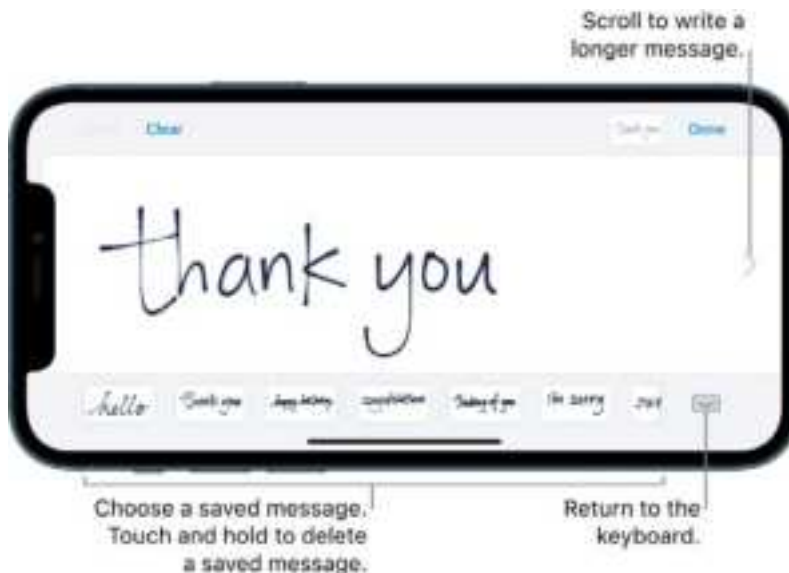 Scroll to write a
longer message.
Clear
Done
thank you
hello
Thank you
happy birthday
congratulations
Thinking of you
I'm sorry
Choose a saved message.
Touch and hold to delete
a saved message.
Return to the
keyboard.